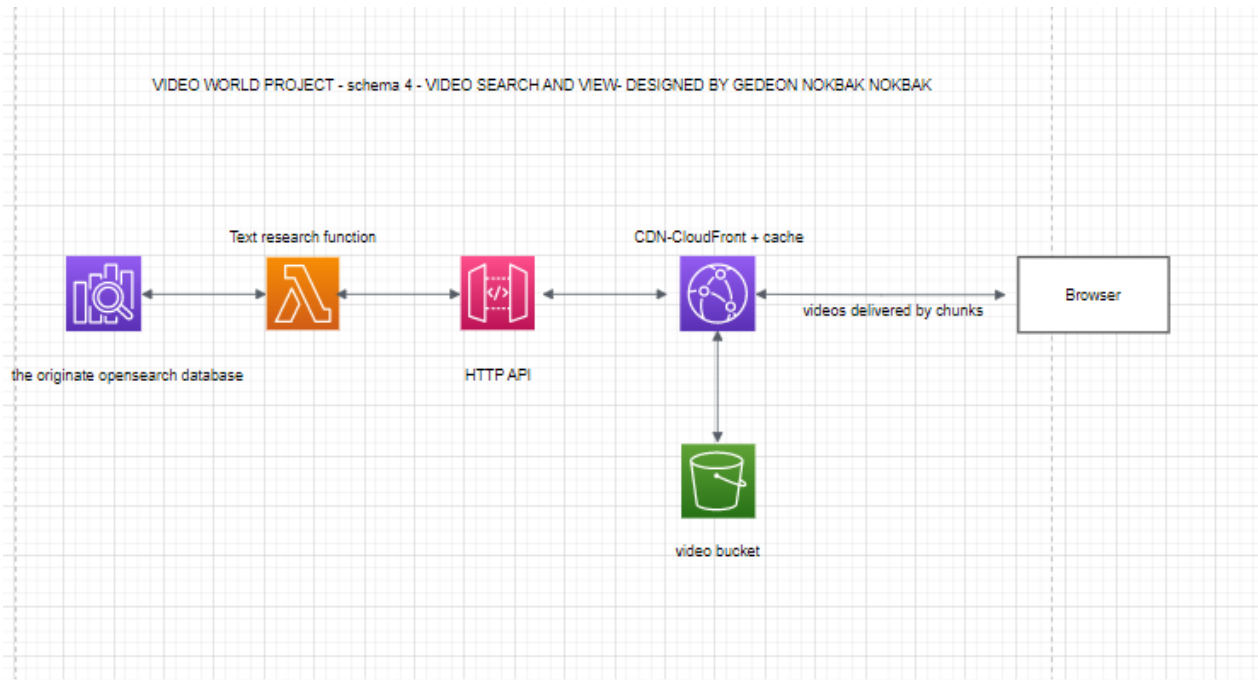 VIDEO WORLD PROJECT - schema 4 - VIDEO SEARCH AND VIEW- DESIGNED BY GEDEON NOKBAK NOKBAK
Text research function
CDN-CloudFront + cache
Browser
videos delivered by chunks
the originate opensearch database
HTTP API
video bucket